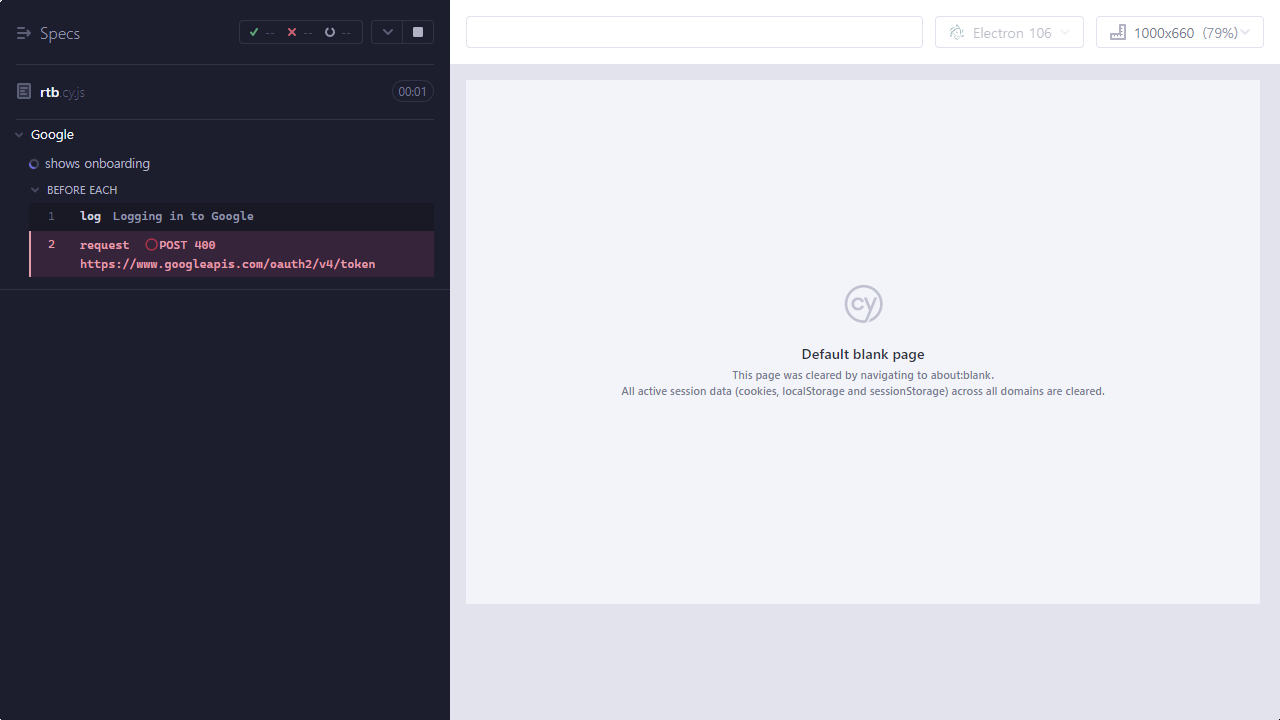 Specs
-- -- --
rtb.cy.js
00:01
Google
shows onboarding
BEFORE EACH
1 log Logging in to Google
2 request POST 400
https://www.googleapis.com/oauth2/v4/token
Electron 106
1000x660 (79%)
cy
Default blank page
This page was cleared by navigating to about:blank.
All active session data (cookies, localStorage and sessionStorage) across all domains are cleared.